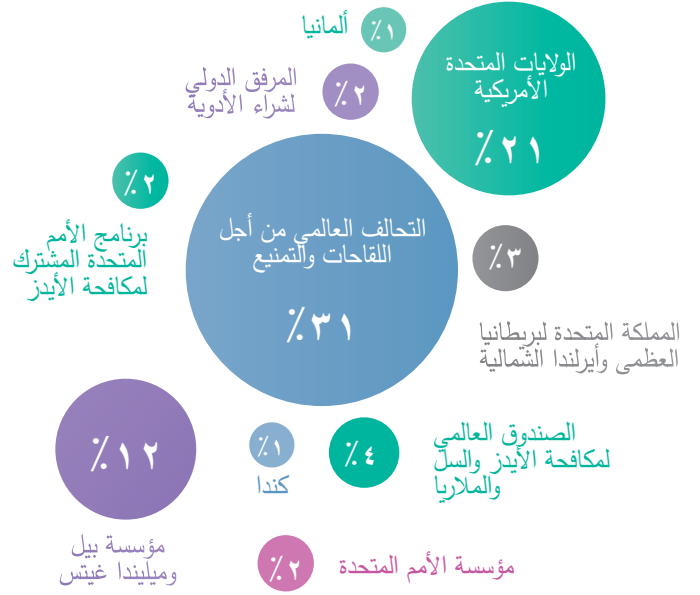 ألمانيا
٪١
الولايات المتحدة
الأمريكية
٪٢١
المرفق الدولي
لشراء الأدوية
٪٢
٪٢
برنامج الأمم
المتحدة المشترك
لمكافحة الأيدز
التحالف العالمي من أجل
اللقاحات والتمنيع
٪٣١
٪٣
المملكة المتحدة لبريطانيا
العظمى وأيرلندا الشمالية
٪١٢
مؤسسة بيل
وميليندا غيتس
٪١
كندا
٪٤
الصندوق العالمي
لمكافحة الأيدز والسل
والملاريا
٪٢
مؤسسة الأمم المتحدة